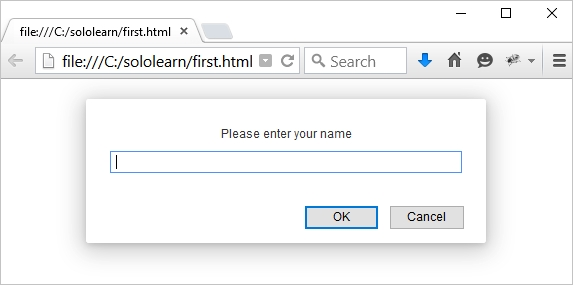 file:///C:/sololearn/first.html
file:///C:/sololearn/first.html
Search
Please enter your name
OK
Cancel